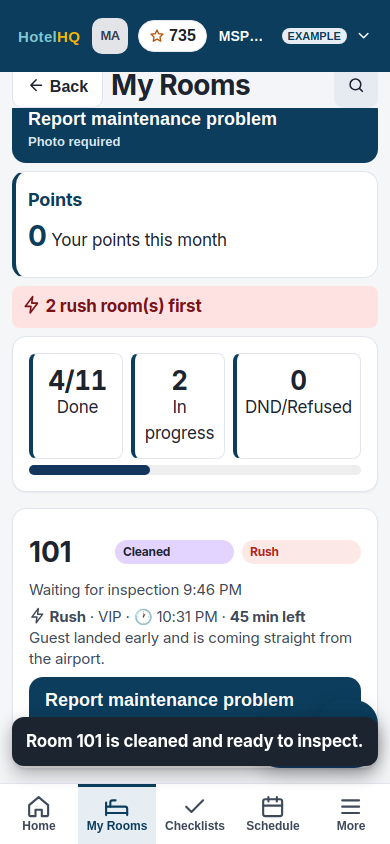 HotelHQ MA 735 MSP... EXAMPLE
Back My Rooms
Report maintenance problem
Photo required
Points
0 Your points this month
2 rush room(s) first
4/11 2 0
Done In progress DND/Refused
101 Cleaned Rush
Waiting for inspection 9:46 PM
Rush · VIP · 🕐 10:31 PM · 45 min left
Guest landed early and is coming straight from
the airport.
Report maintenance problem
Room 101 is cleaned and ready to inspect.
Home My Rooms Checklists Schedule More